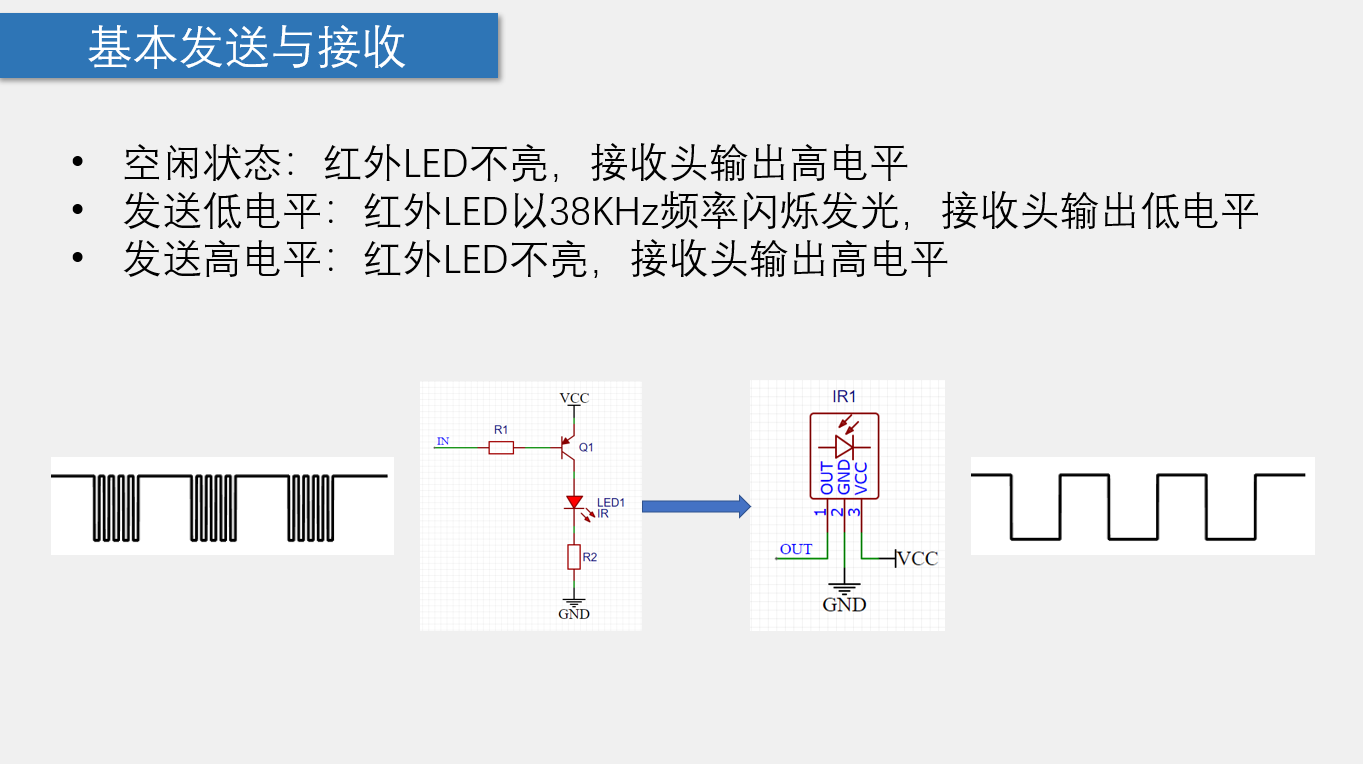 基本发送与接收
• 空闲状态：红外LED不亮，接收头输出高电平
• 发送低电平：红外LED以38KHz频率闪烁发光，接收头输出低电平
• 发送高电平：红外LED不亮，接收头输出高电平
VCC
R1
IN
Q1
LED1
IR
R2
GND
IR1
OUT
GND
VCC
1
2
3
OUT
VCC
GND